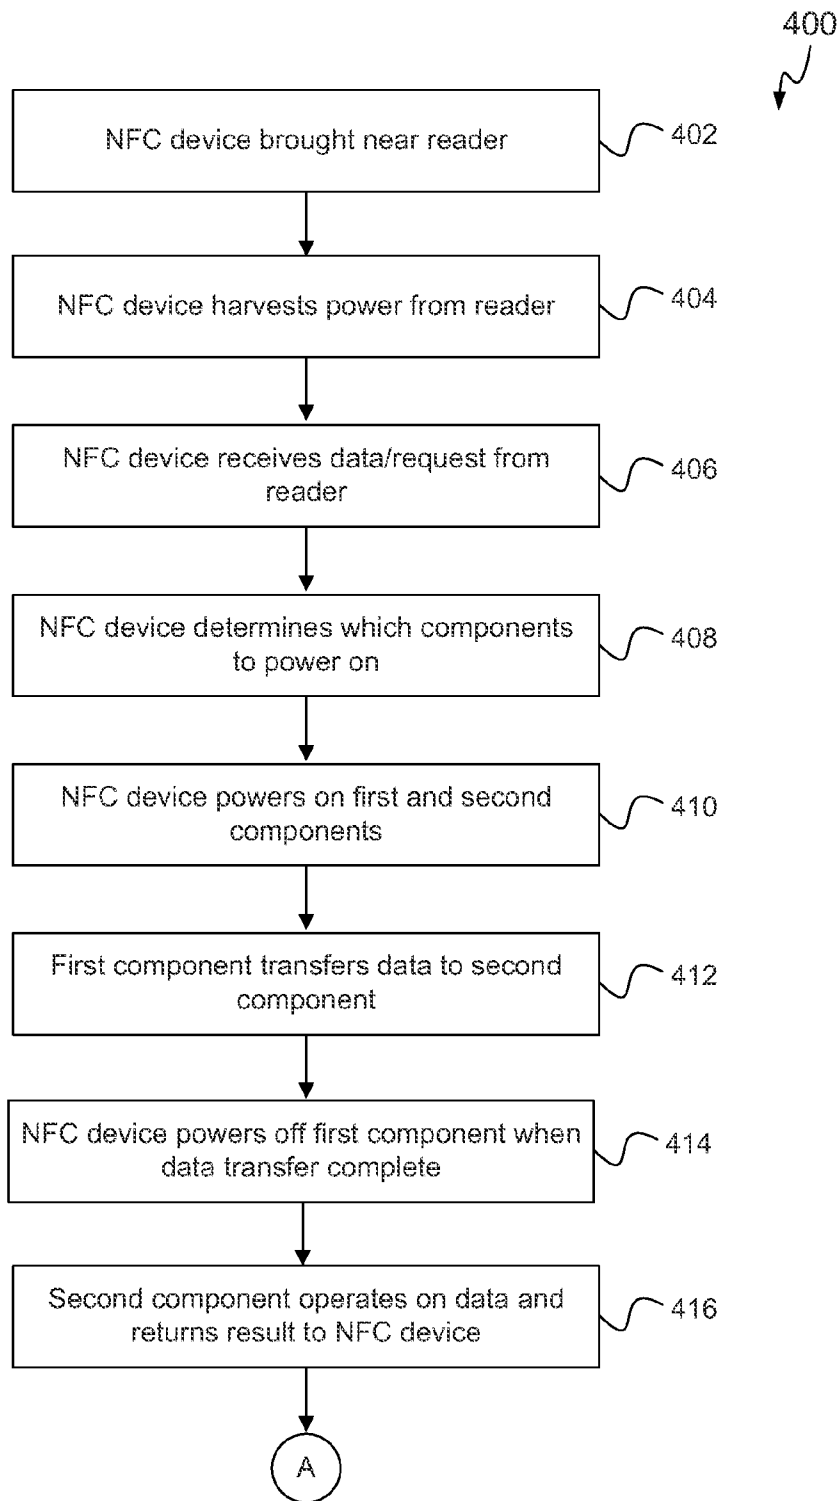 400
NFC device brought near reader
402
NFC device harvests power from reader
404
NFC device receives data/request from
reader
406
NFC device determines which components
to power on
408
NFC device powers on first and second
components
410
First component transfers data to second
component
412
NFC device powers off first component when
data transfer complete
414
Second component operates on data and
returns result to NFC device
416
A